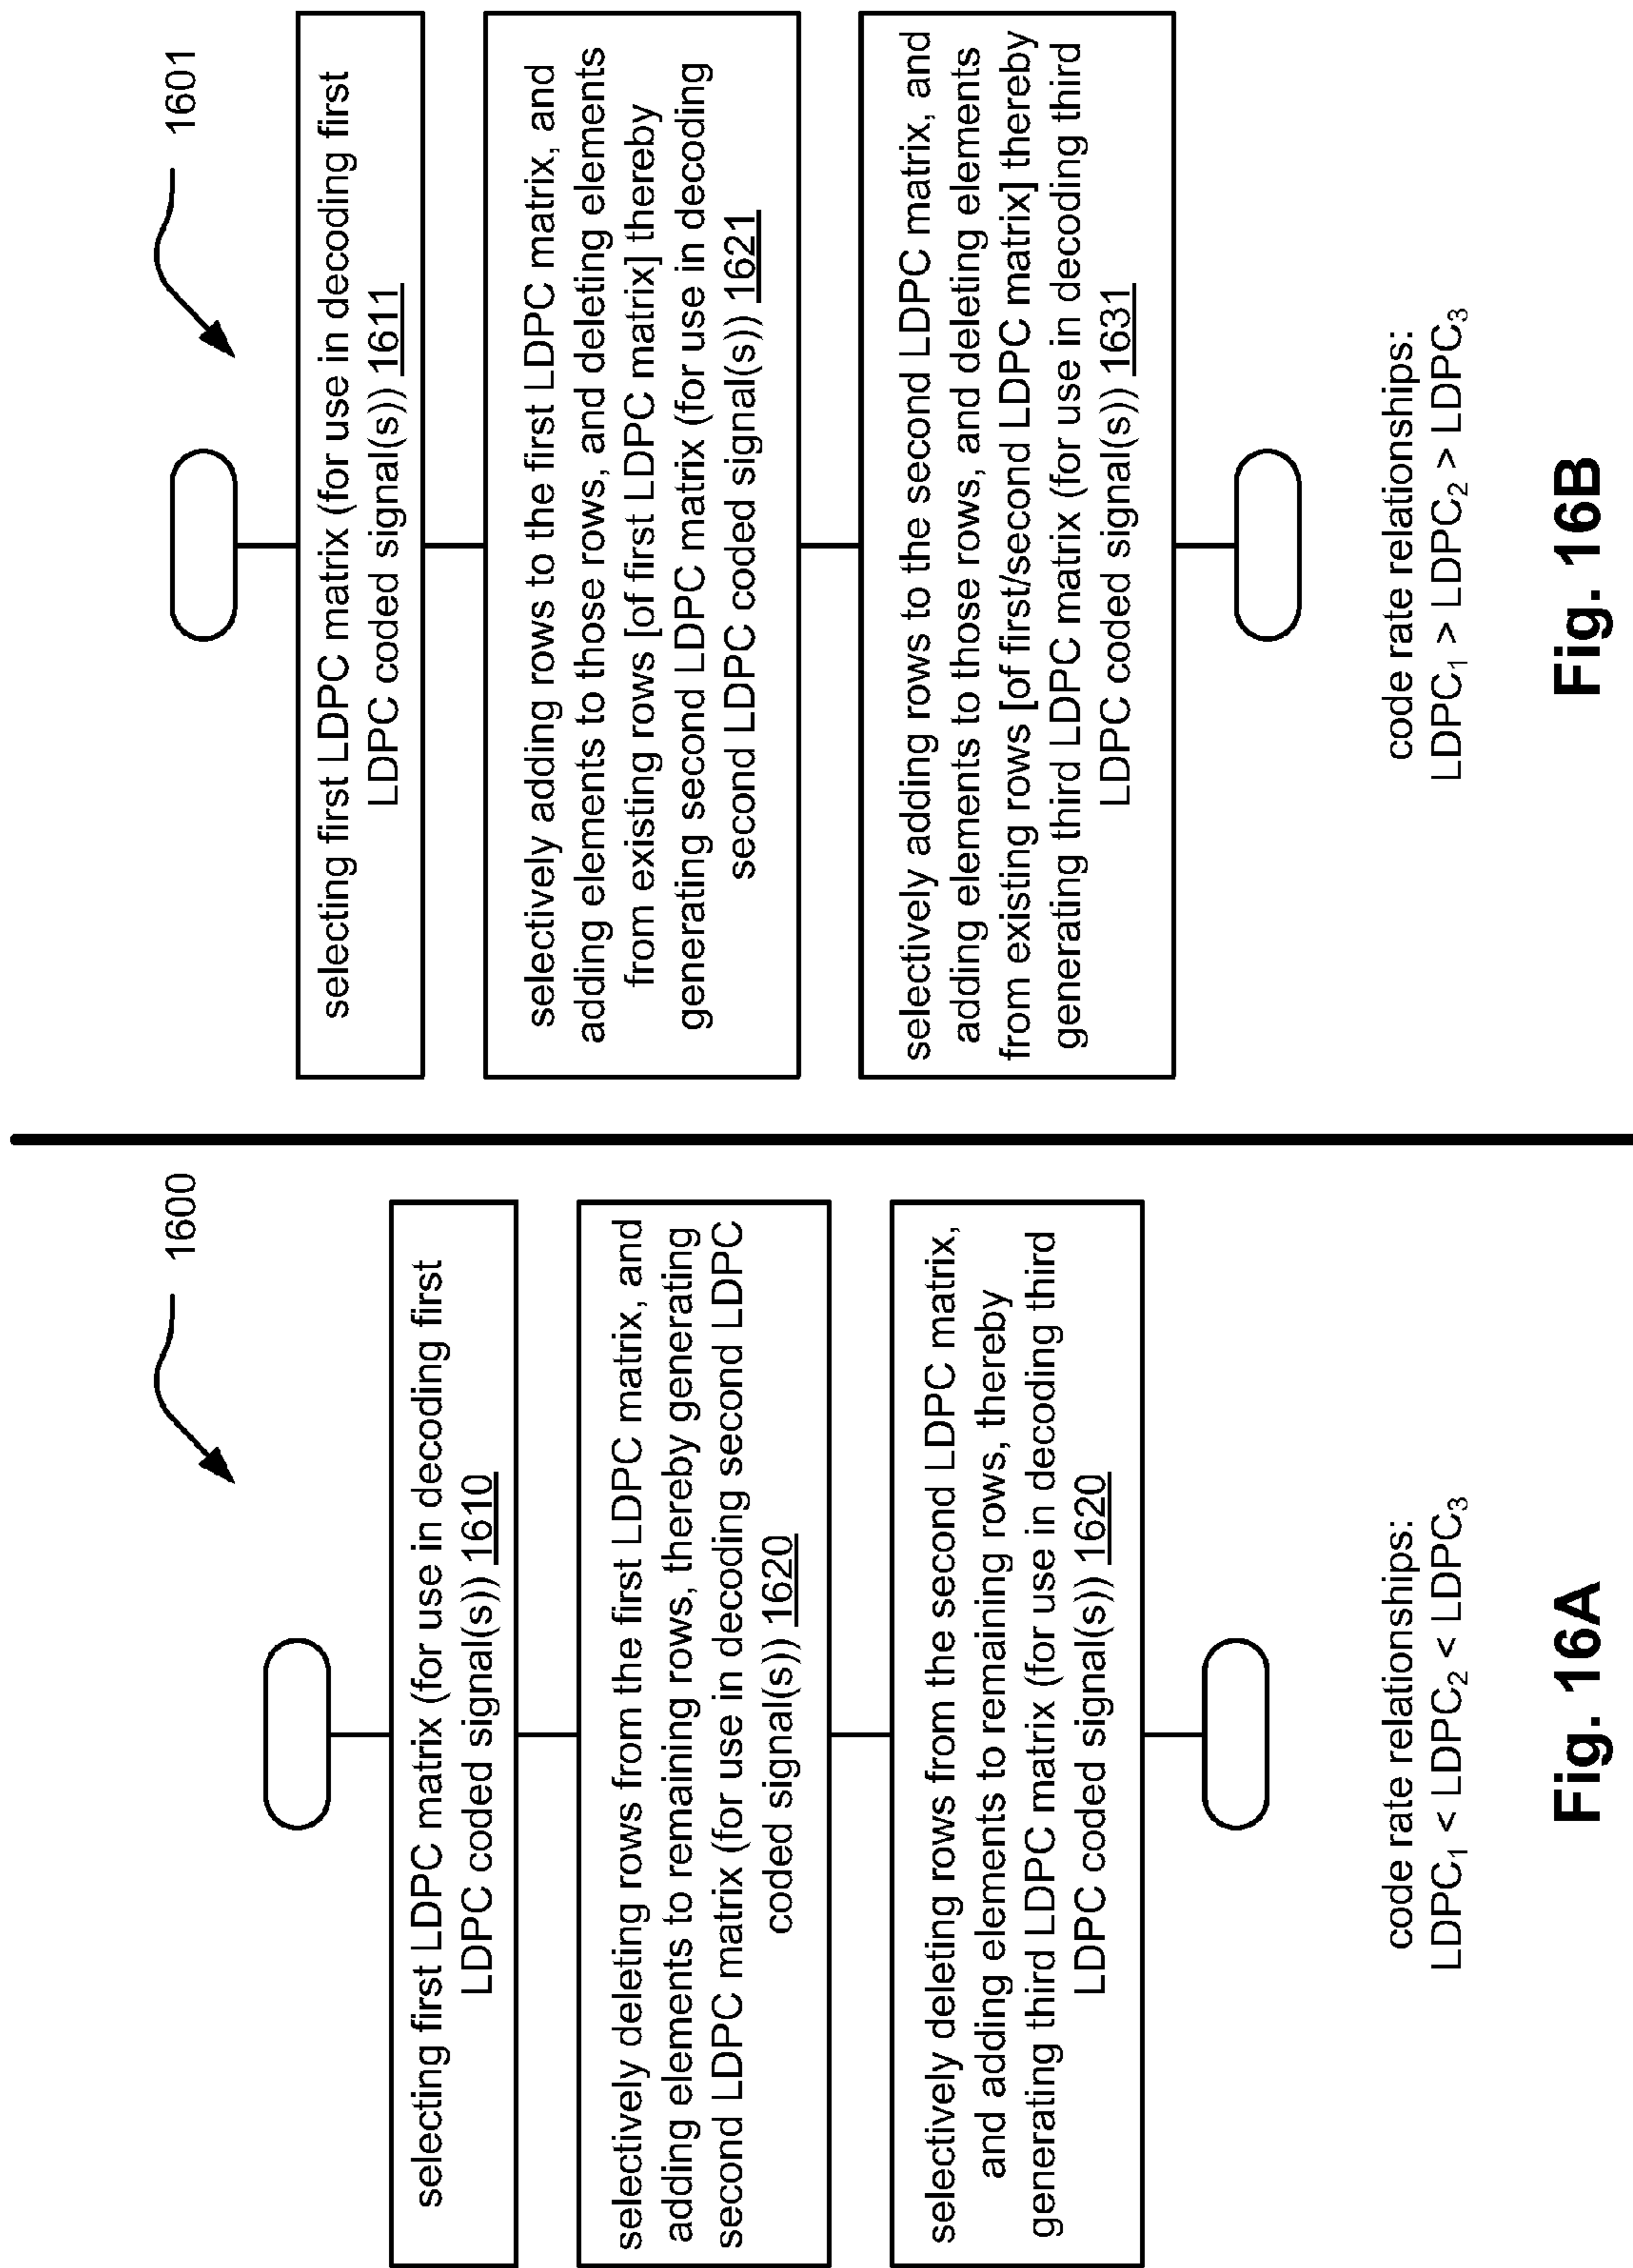 1600
selecting first LDPC matrix (for use in decoding first
LDPC coded signal(s)) 1610
selectively deleting rows from the first LDPC matrix, and
adding elements to remaining rows, thereby generating
second LDPC matrix (for use in decoding second LDPC
coded signal(s)) 1620
selectively deleting rows from the second LDPC matrix,
and adding elements to remaining rows, thereby
generating third LDPC matrix (for use in decoding third
LDPC coded signal(s)) 1620
code rate relationships:
LDPC₁ < LDPC₂ < LDPC₃
Fig. 16A
1601
selecting first LDPC matrix (for use in decoding first
LDPC coded signal(s)) 1611
selectively adding rows to the first LDPC matrix, and
adding elements to those rows, and deleting elements
from existing rows [of first LDPC matrix] thereby
generating second LDPC matrix (for use in decoding
second LDPC coded signal(s)) 1621
selectively adding rows to the second LDPC matrix, and
adding elements to those rows, and deleting elements
from existing rows [of first/second LDPC matrix] thereby
generating third LDPC matrix (for use in decoding third
LDPC coded signal(s)) 1631
code rate relationships:
LDPC₁ > LDPC₂ > LDPC₃
Fig. 16B